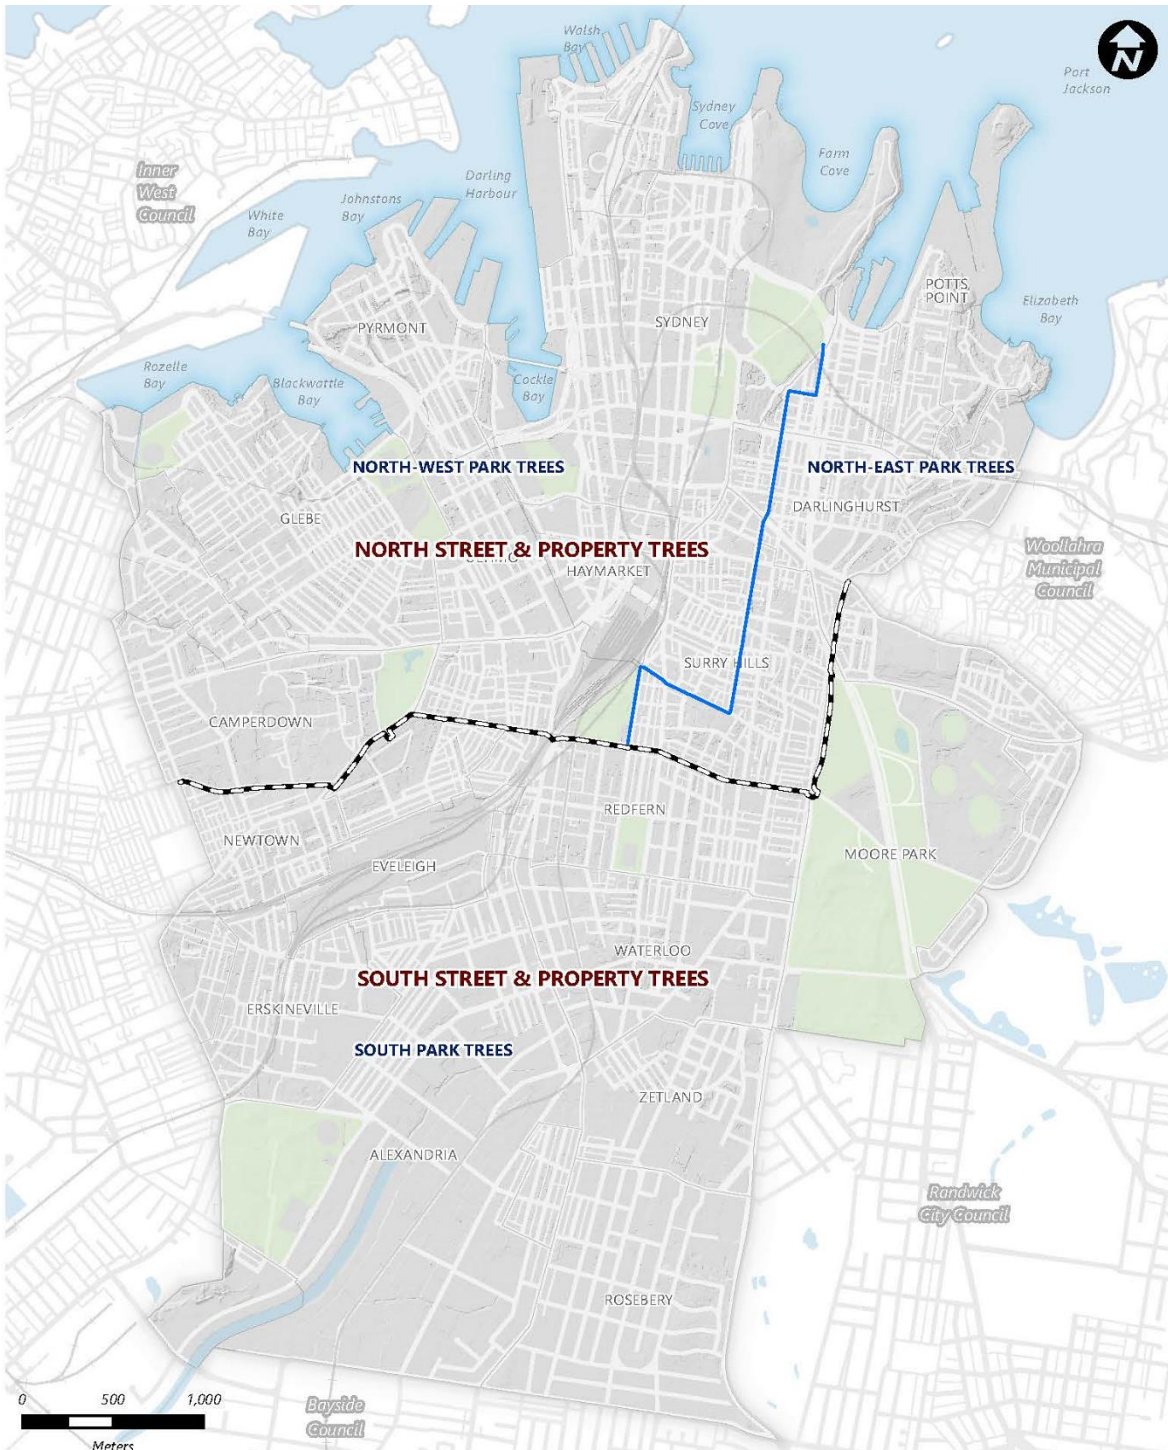 Walsh
Bay
N
Port
Jackson
Sydney
Cove
Farm
Cove
Inner
West
Council
Darling
Harbour
Johnstons
Bay
White
Bay
POTTS
POINT
Elizabeth
Bay
PYRMONT
SYDNEY
Rozelle
Bay
Blackwattle
Bay
Cockle
Bay
NORTH-WEST PARK TREES
NORTH-EAST PARK TREES
DARLINGHURST
GLEBE
NORTH STREET & PROPERTY TREES
HAYMARKET
Woollahra
Municipal
Council
SURRY HILLS
CAMPERDOWN
REDFERN
NEWTOWN
EVELEIGH
MOORE PARK
WATERLOO
SOUTH STREET & PROPERTY TREES
ERSKINEVILLE
SOUTH PARK TREES
ZETLAND
ALEXANDRIA
Randwick
City Council
ROSEBERY
0 500 1,000
Meters
Bayside
Council